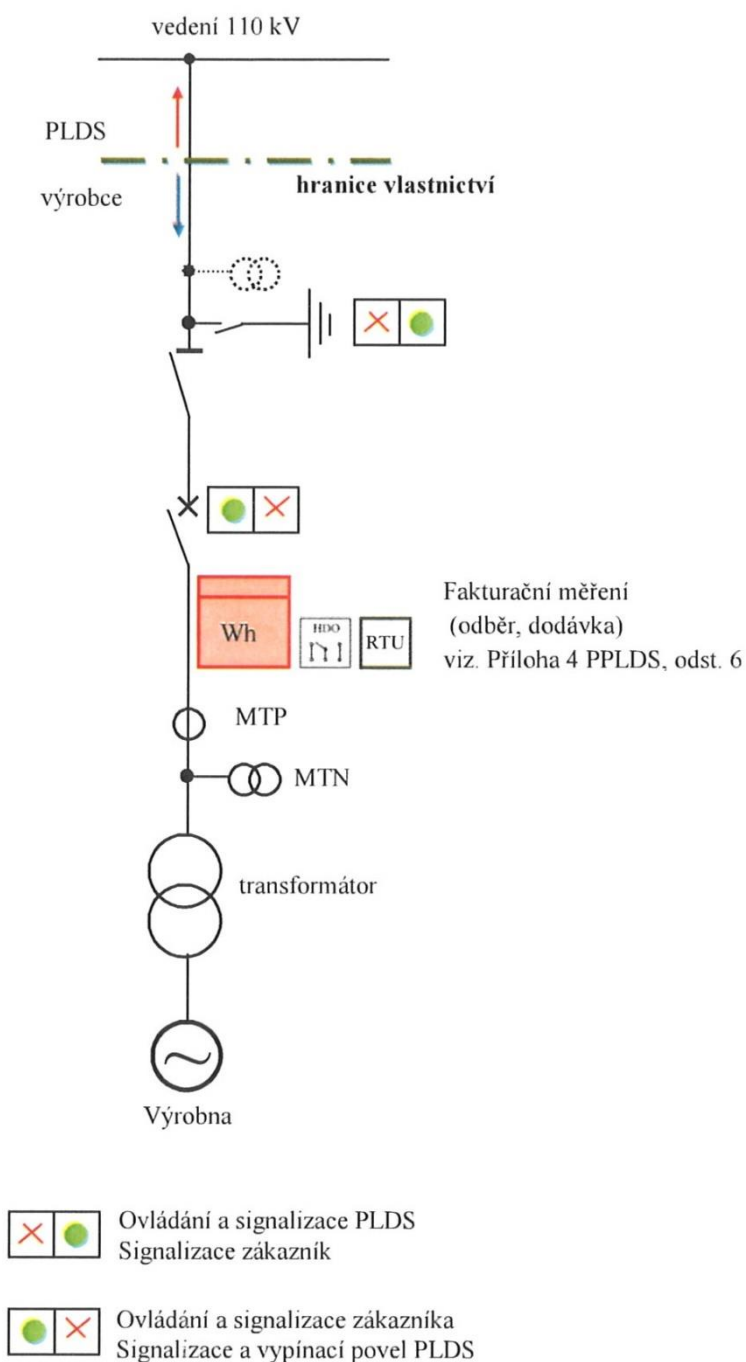 vedení 110 kV
PLDS
výrobce
hranice vlastnictví
Wh
HDO
RTU
Fakturační měření
(odběr, dodávka)
viz. Příloha 4 PPLDS, odst. 6
MTP
MTN
transformátor
Výrobna
Ovládání a signalizace PLDS
Signalizace zákazník
Ovládání a signalizace zákazníka
Signalizace a vypínací povel PLDS